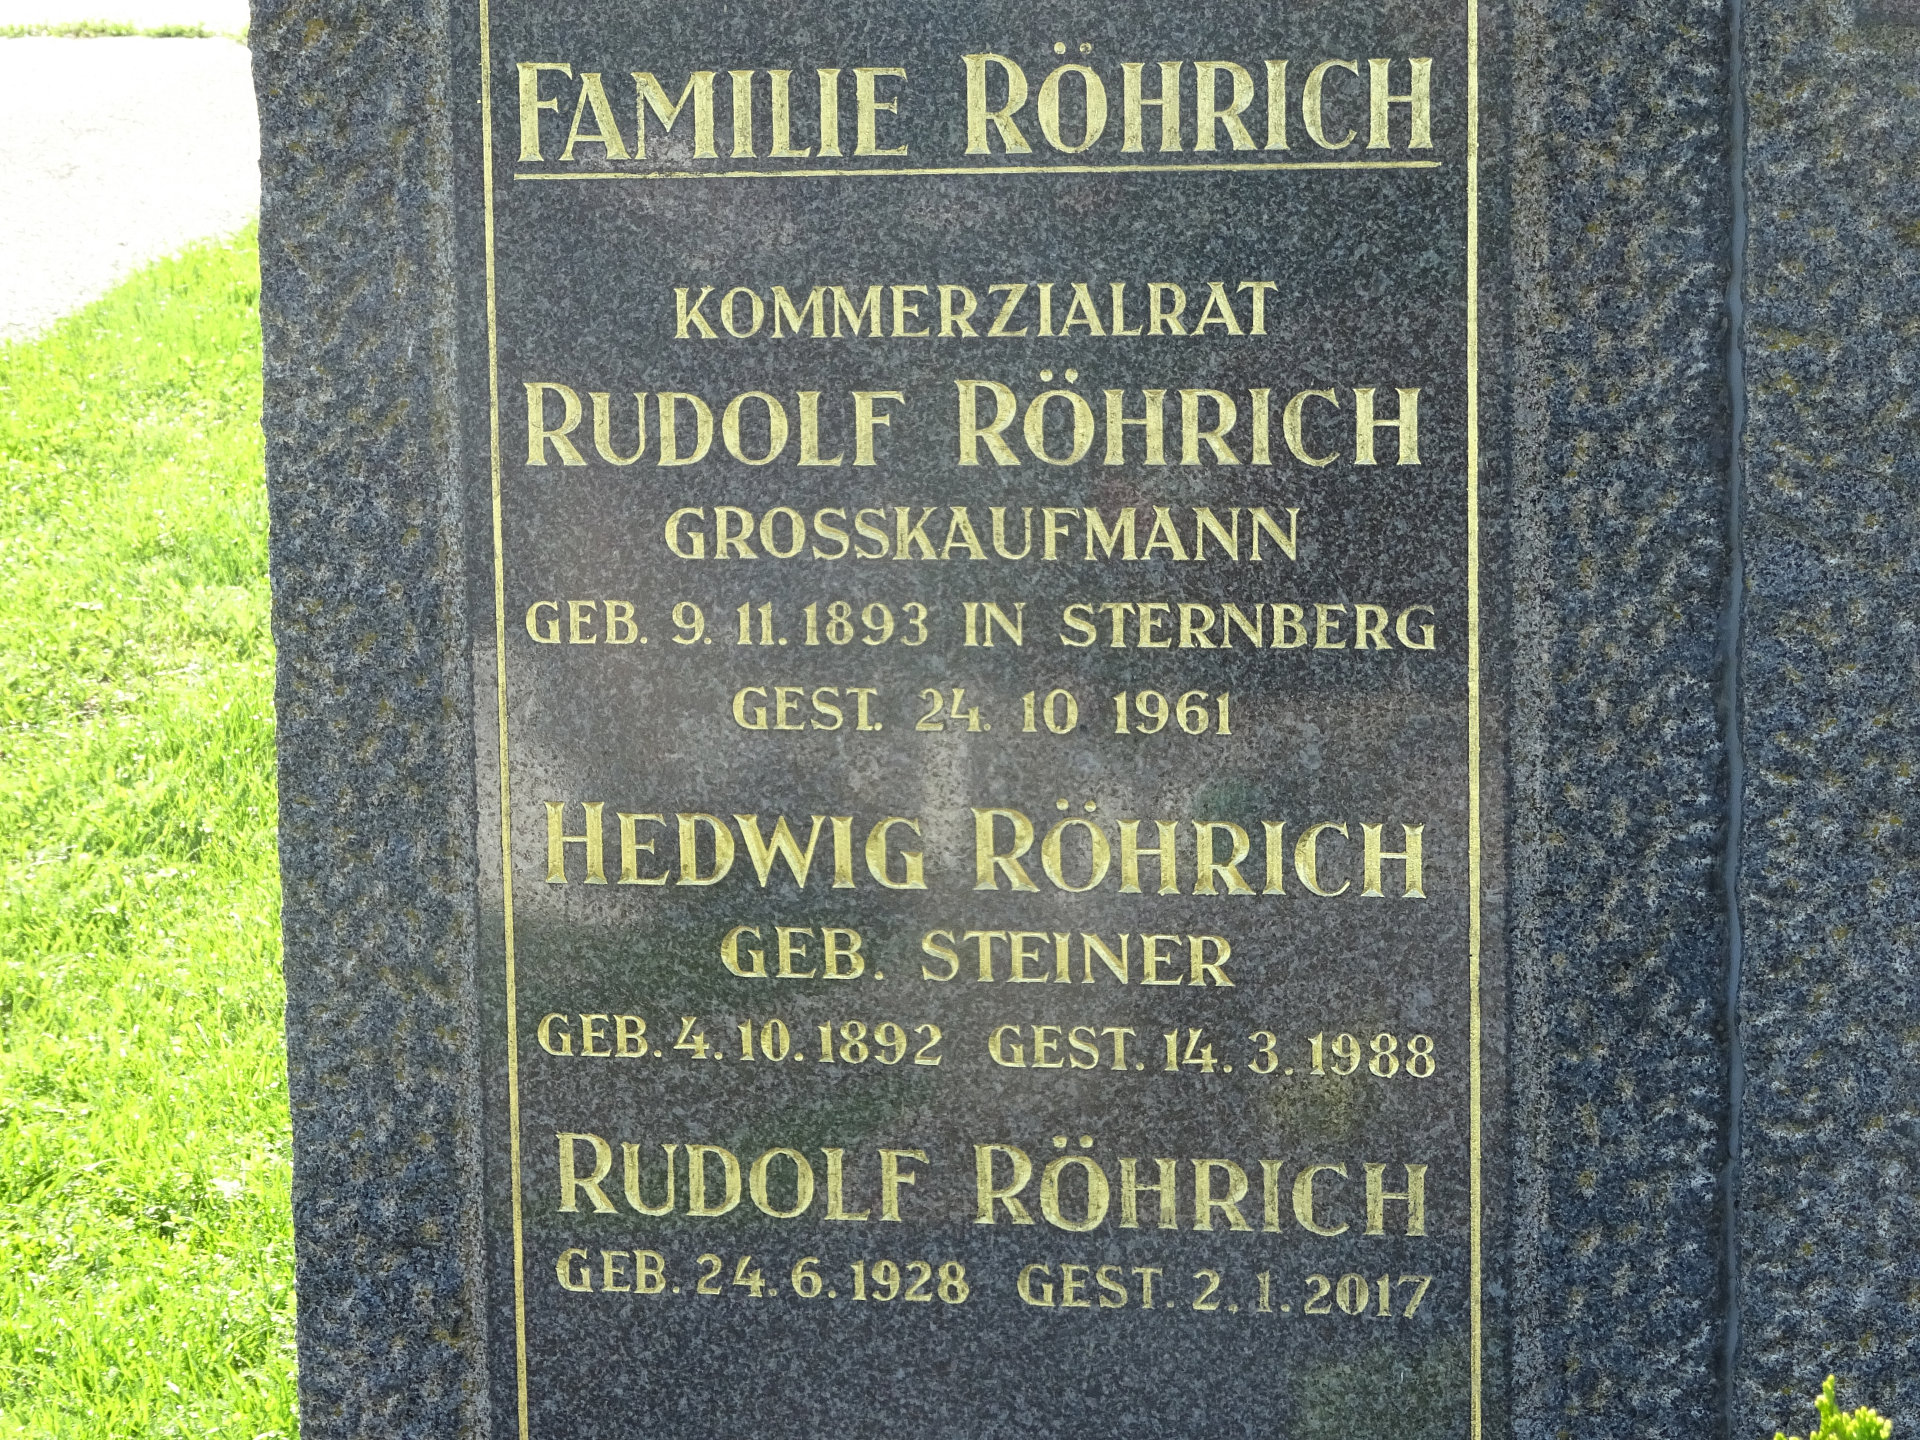 FAMILIE RÖHRICH
KOMMERZIALRAT
RUDOLF RÖHRICH
GROSSKAUFMANN
GEB. 9. 11. 1893 IN STERNBERG
GEST. 24. 10 1961
HEDWIG RÖHRICH
GEB. STEINER
GEB. 4. 10. 1892 GEST. 14. 3. 1988
RUDOLF RÖHRICH
GEB. 24. 6. 1928 GEST. 2. 1. 2017